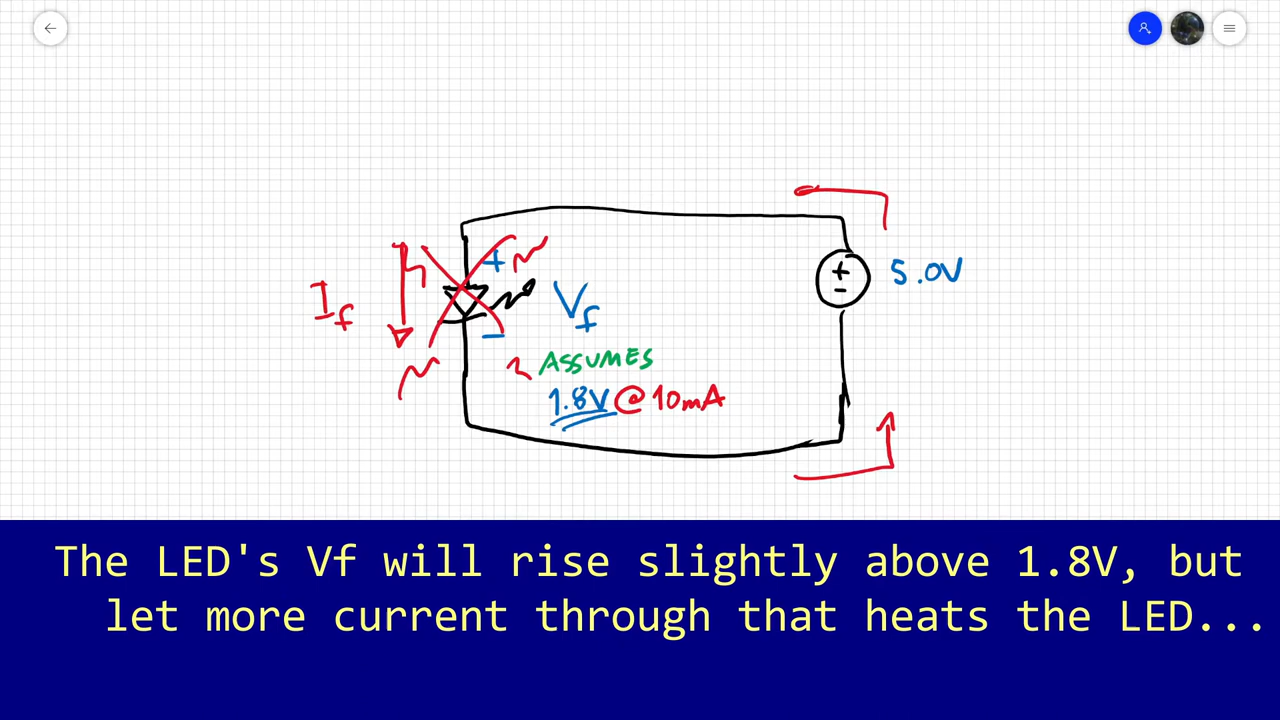 +
5.0V
-
+
If
Vf
-
ASSUMES
1.8V @ 10mA
The LED's Vf will rise slightly above 1.8V, but
let more current through that heats the LED...